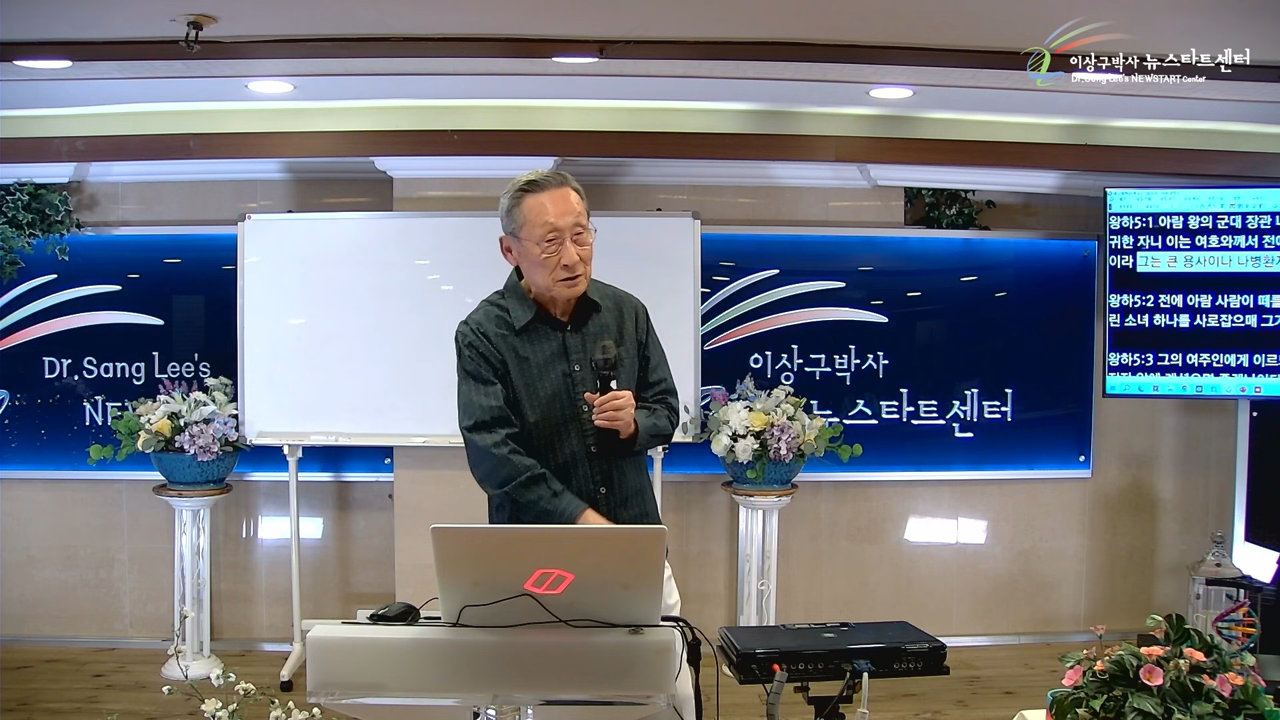 이상구박사 뉴스타트센터
Dr. Sang Lee's NEWSTART Center
Dr.Sang Lee's
이상구박사
뉴스타트센터
왕하5:1 아람 왕의 군대 장관
귀한 자니 이는 여호와께서
이라 그는 큰 용사이나 나병환자
왕하5:2 전에 아람 사람이 떼를
린 소녀 하나를 사로잡으매
왕하5:3 그의 여주인에게